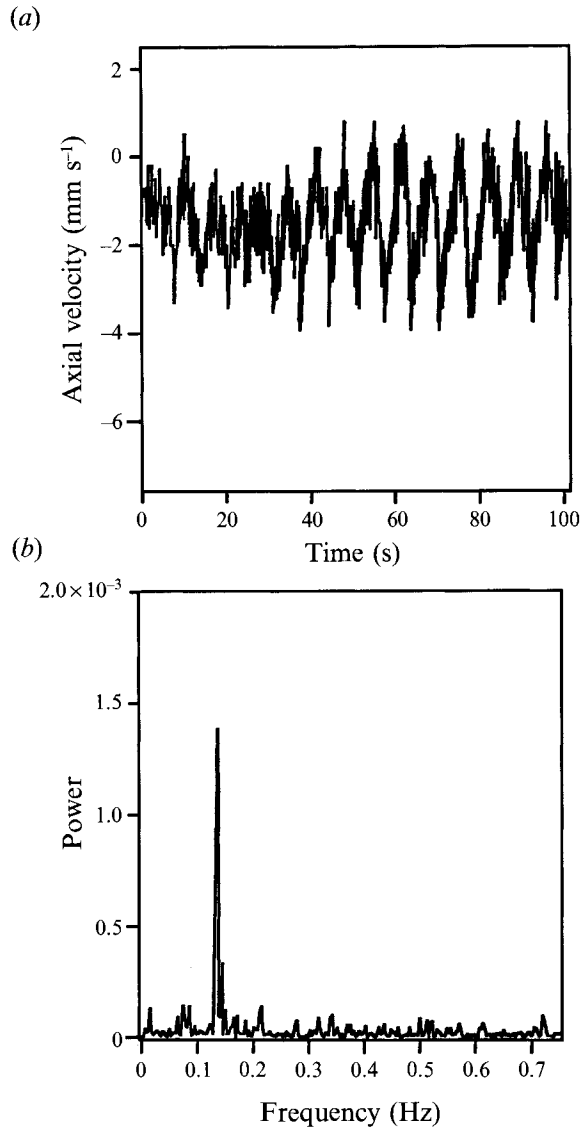 (a)
2
0
–2
–4
–6
Axial velocity (mm s⁻¹)
0 20 40 60 80 100
Time (s)
(b)
2.0×10⁻³
1.5
1.0
0.5
0
Power
0 0.1 0.2 0.3 0.4 0.5 0.6 0.7
Frequency (Hz)